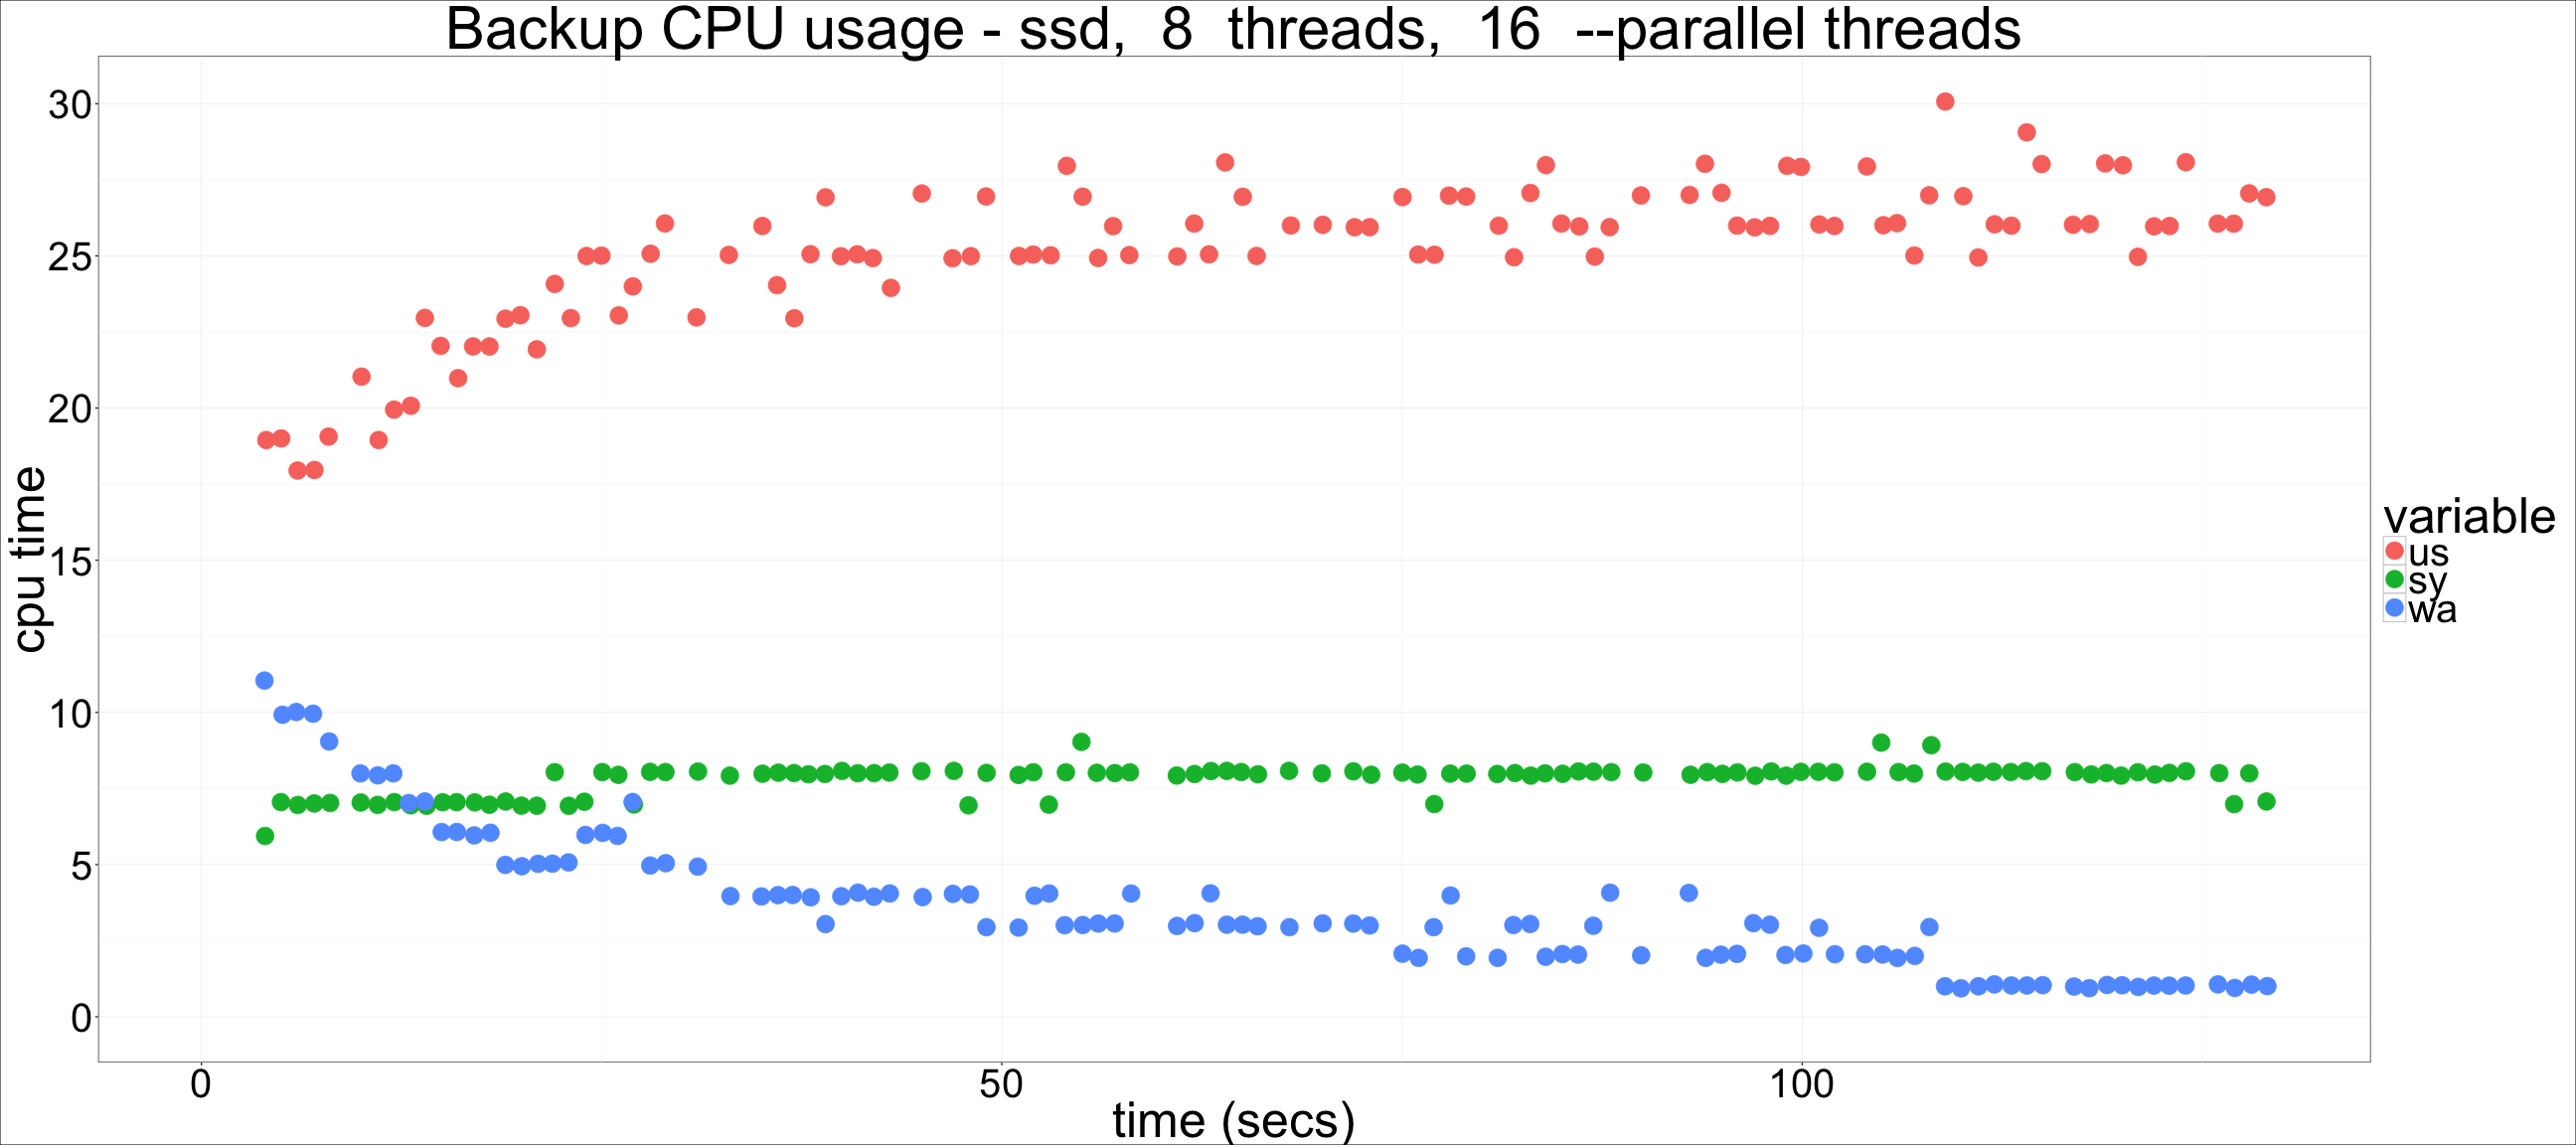 Backup CPU usage - ssd,  8  threads,  16  --parallel threads
30
25
20
15
10
5
0
cpu time
0 50 100
time (secs)
variable
us
sy
wa